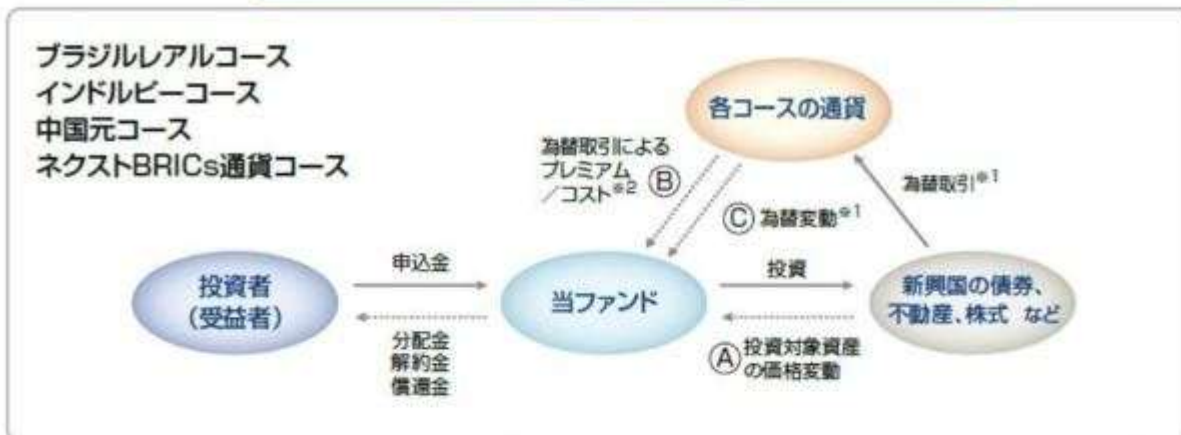 ブラジルレアルコース
インドルピーコース
中国元コース
ネクストBRICs通貨コース
各コースの通貨
為替取引による
プレミアム
／コスト※2 Ⓑ
為替取引※1
Ⓒ 為替変動※1
投資者
(受益者)
申込金
分配金
解約金
償還金
当ファンド
投資
Ⓐ 投資対象資産
の価格変動
新興国の債券、
不動産、株式 など